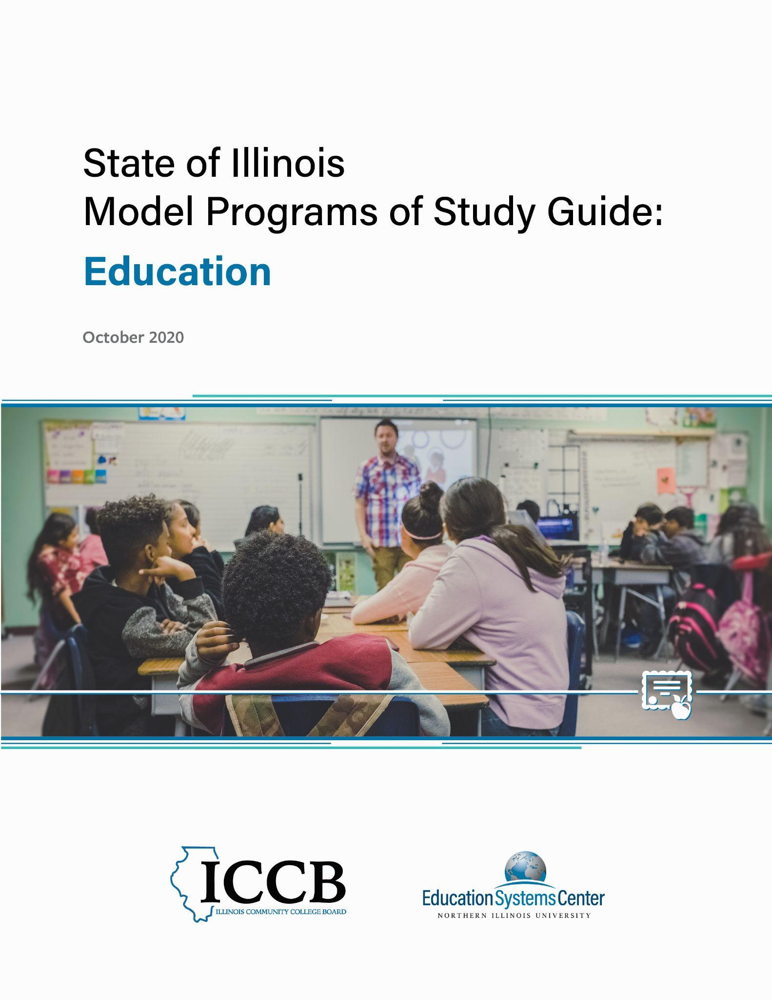 State of Illinois
Model Programs of Study Guide:
Education
October 2020
ICCB
ILLINOIS COMMUNITY COLLEGE BOARD
Education Systems Center
NORTHERN ILLINOIS UNIVERSITY